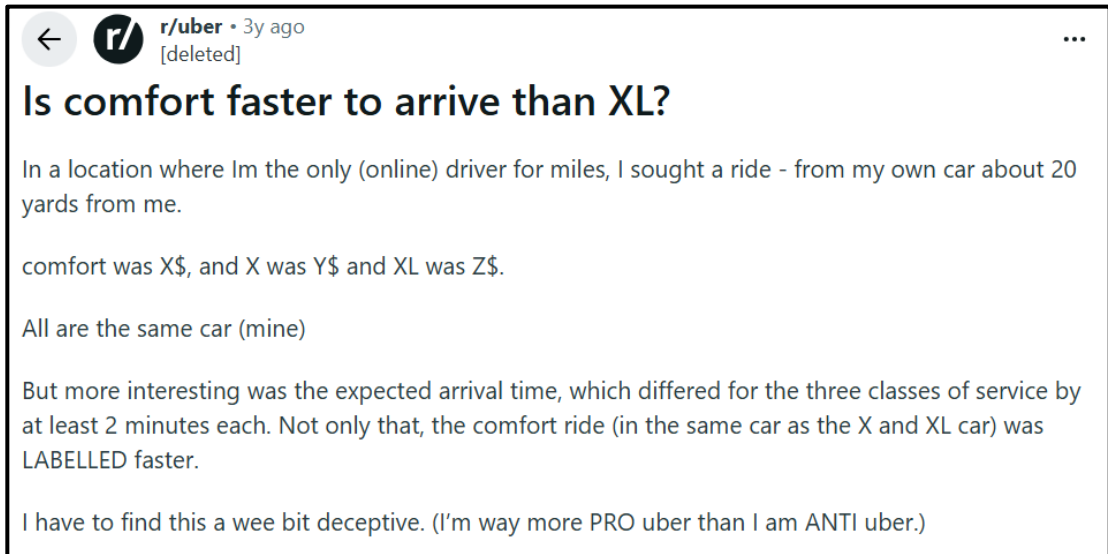 r/uber • 3y ago
[deleted]
Is comfort faster to arrive than XL?
In a location where Im the only (online) driver for miles, I sought a ride - from my own car about 20
yards from me.
comfort was X$, and X was Y$ and XL was Z$.
All are the same car (mine)
But more interesting was the expected arrival time, which differed for the three classes of service by
at least 2 minutes each. Not only that, the comfort ride (in the same car as the X and XL car) was
LABELLED faster.
I have to find this a wee bit deceptive. (I’m way more PRO uber than I am ANTI uber.)